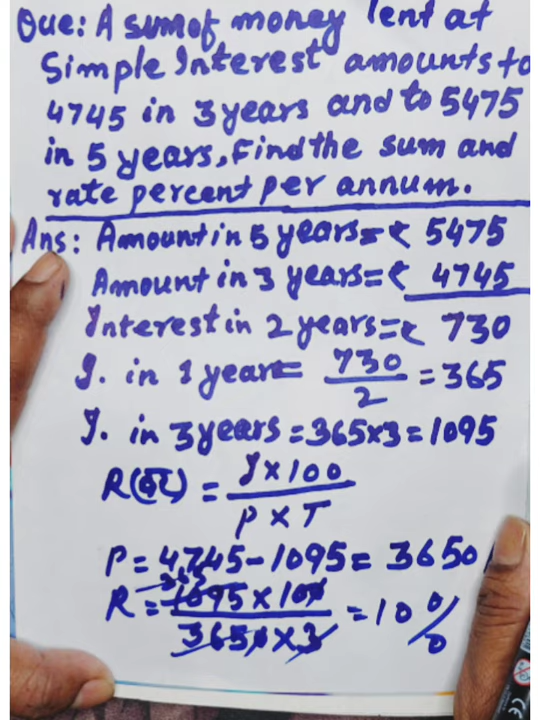 Que: A sum of money lent at
Simple Interest amounts to
4745 in 3 years and to 5475
in 5 years, Find the sum and
rate percent per annum.
Ans: Amount in 5 years = ₹ 5475
Amount in 3 years = ₹ 4745
Interest in 2 years = ₹ 730
I. in 1 year = 730/2 = 365
I. in 3 years = 365×3 = 1095
R(दर) = I×100
P×T
P = 4745-1095 = 3650
365
R = 1095×100 = 10%
3650×3
CE